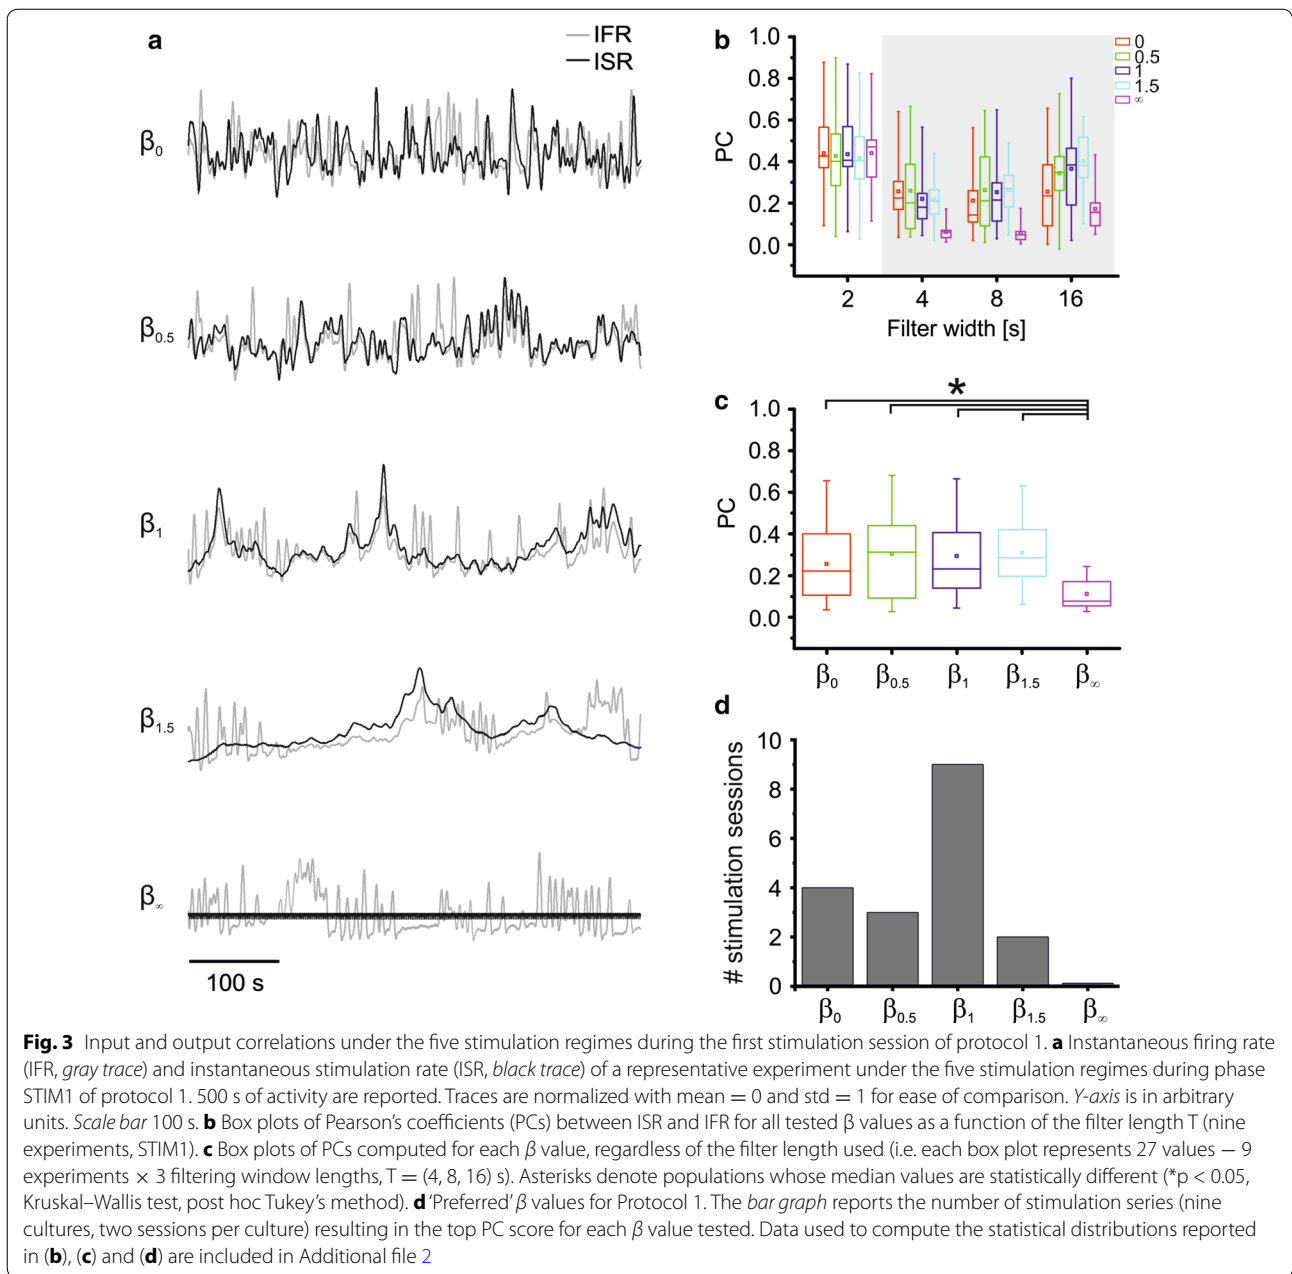 a
IFR
ISR
β0
β0.5
β1
β1.5
β∞
100 s
b
1.0
0.8
0.6
0.4
0.2
0.0
PC
2 4 8 16
Filter width [s]
0
0.5
1
1.5
∞
c
*
1.0
0.8
0.6
0.4
0.2
0.0
PC
β0 β0.5 β1 β1.5 β∞
d
10
8
6
4
2
0
# stimulation sessions
β0 β0.5 β1 β1.5 β∞
Fig. 3 Input and output correlations under the five stimulation regimes during the first stimulation session of protocol 1. a Instantaneous firing rate
(IFR, gray trace) and instantaneous stimulation rate (ISR, black trace) of a representative experiment under the five stimulation regimes during phase
STIM1 of protocol 1. 500 s of activity are reported. Traces are normalized with mean = 0 and std = 1 for ease of comparison. Y-axis is in arbitrary
units. Scale bar 100 s. b Box plots of Pearson's coefficients (PCs) between ISR and IFR for all tested β values as a function of the filter length T (nine
experiments, STIM1). c Box plots of PCs computed for each β value, regardless of the filter length used (i.e. each box plot represents 27 values − 9
experiments × 3 filtering window lengths, T = (4, 8, 16) s). Asterisks denote populations whose median values are statistically different (*p < 0.05,
Kruskal–Wallis test, post hoc Tukey's method). d 'Preferred' β values for Protocol 1. The bar graph reports the number of stimulation series (nine
cultures, two sessions per culture) resulting in the top PC score for each β value tested. Data used to compute the statistical distributions reported
in (b), (c) and (d) are included in Additional file 2